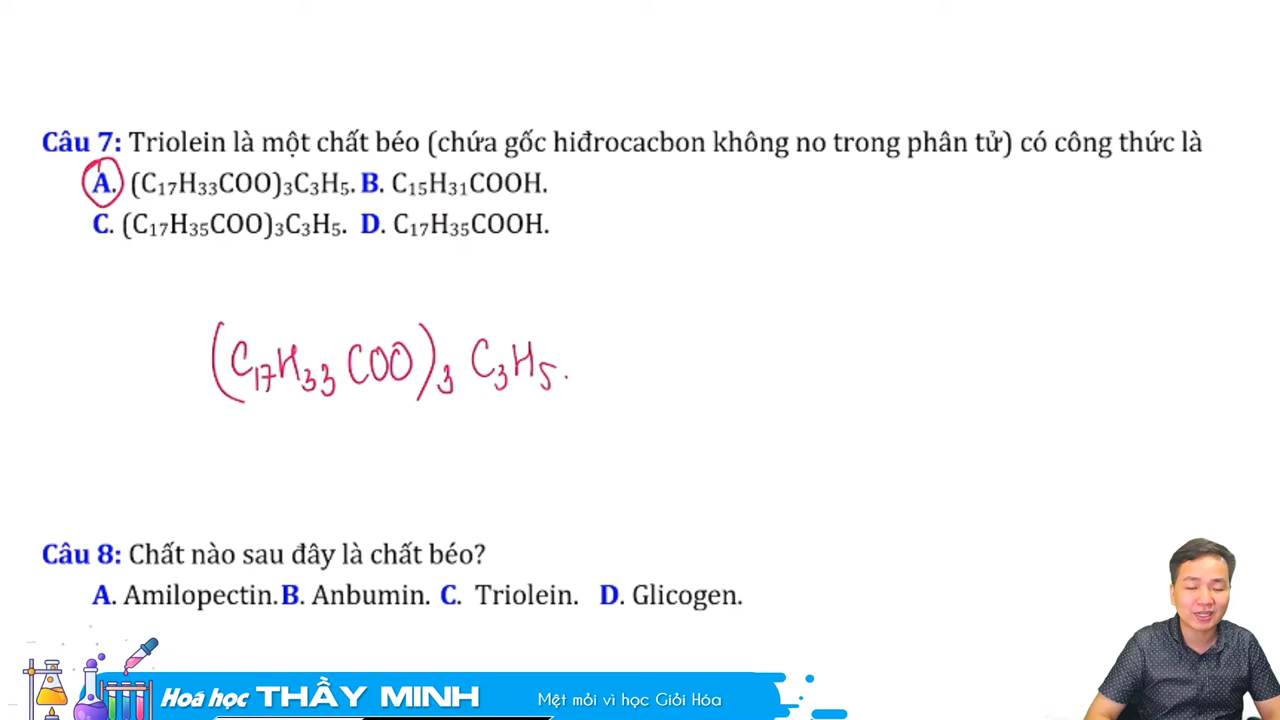 Câu 7: Triolein là một chất béo (chứa gốc hiđrocacbon không no trong phân tử) có công thức là
A. (C₁₇H₃₃COO)₃C₃H₅. B. C₁₅H₃₁COOH.
C. (C₁₇H₃₅COO)₃C₃H₅. D. C₁₇H₃₅COOH.
(C₁₇H₃₃COO)₃C₃H₅.
Câu 8: Chất nào sau đây là chất béo?
A. Amilopectin. B. Anbumin. C. Triolein. D. Glicogen.
Hoá học THẦY MINH Mệt mỏi vì học Giỏi Hóa